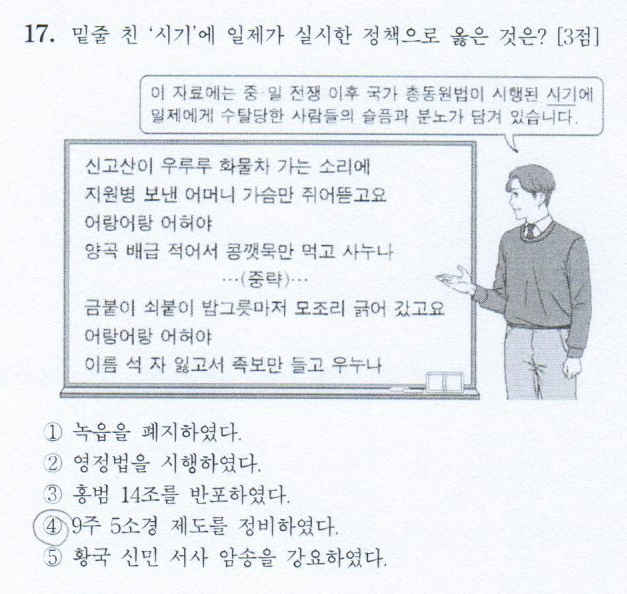 17. 밑줄 친 ‘시기’에 일제가 실시한 정책으로 옳은 것은? [3점]
이 자료에는 중·일 전쟁 이후 국가 총동원법이 시행된 시기에
일제에게 수탈당한 사람들의 슬픔과 분노가 담겨 있습니다.
신고산이 우루루 화물차 가는 소리에
지원병 보낸 어머니 가슴만 쥐어뜯고요
어랑어랑 어허야
양곡 배급 적어서 콩깻묵만 먹고 사누나
…(중략)…
금붙이 쇠붙이 밥그릇마저 모조리 긁어 갔고요
어랑어랑 어허야
이름 석 자 잃고서 족보만 들고 우누나
① 녹읍을 폐지하였다.
② 영정법을 시행하였다.
③ 홍범 14조를 반포하였다.
④ 9주 5소경 제도를 정비하였다.
⑤ 황국 신민 서사 암송을 강요하였다.